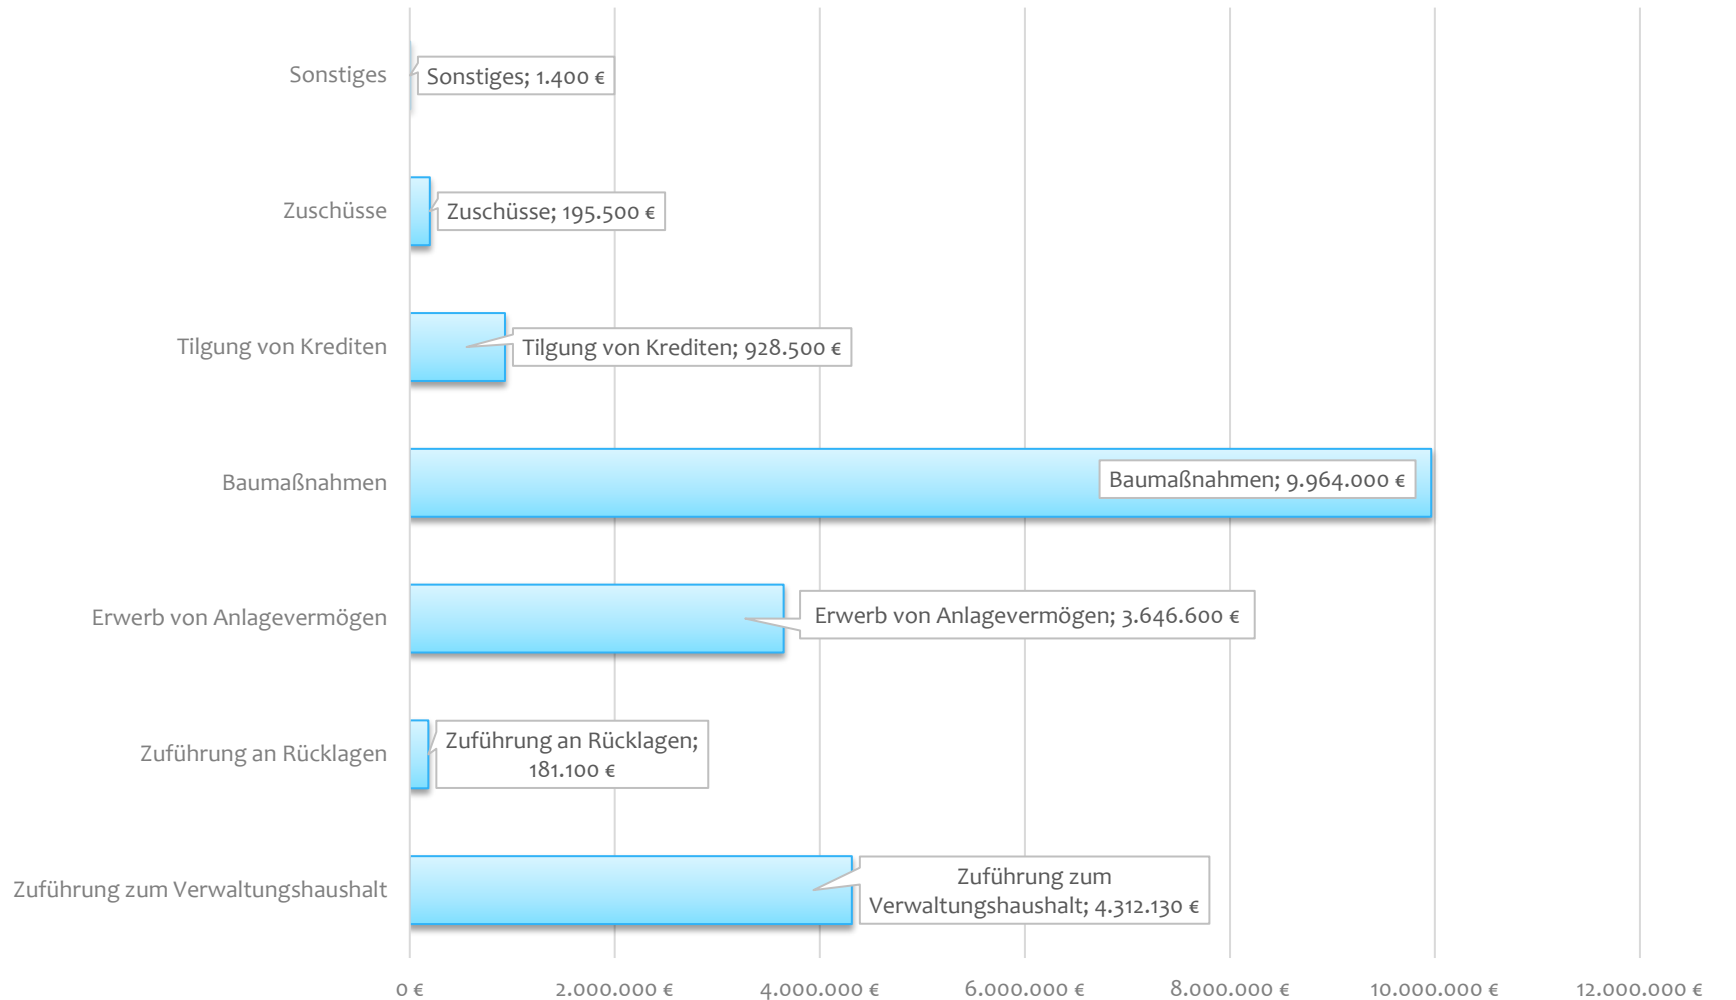 Sonstiges
Sonstiges; 1.400 €
Zuschüsse
Zuschüsse; 195.500 €
Tilgung von Krediten
Tilgung von Krediten; 928.500 €
Baumaßnahmen
Baumaßnahmen; 9.964.000 €
Erwerb von Anlagevermögen
Erwerb von Anlagevermögen; 3.646.600 €
Zuführung an Rücklagen
Zuführung an Rücklagen;
181.100 €
Zuführung zum Verwaltungshaushalt
Zuführung zum
Verwaltungshaushalt; 4.312.130 €
0 € 2.000.000 € 4.000.000 € 6.000.000 € 8.000.000 € 10.000.000 € 12.000.000 €